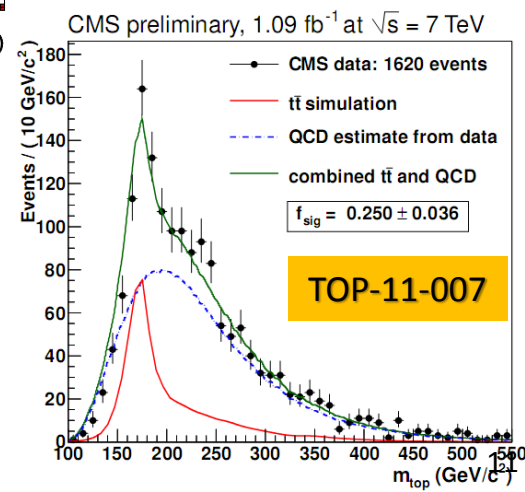 CMS preliminary, 1.09 fb⁻¹ at √s = 7 TeV
)
Events / ( 10 GeV/c² )
180
160
140
120
100
80
60
40
20
0
CMS data: 1620 events
tt̄ simulation
QCD estimate from data
combined tt̄ and QCD
f_sig = 0.250 ± 0.036
TOP-11-007
100 150 200 250 300 350 400 450 500 550
m_top (GeV/c²)